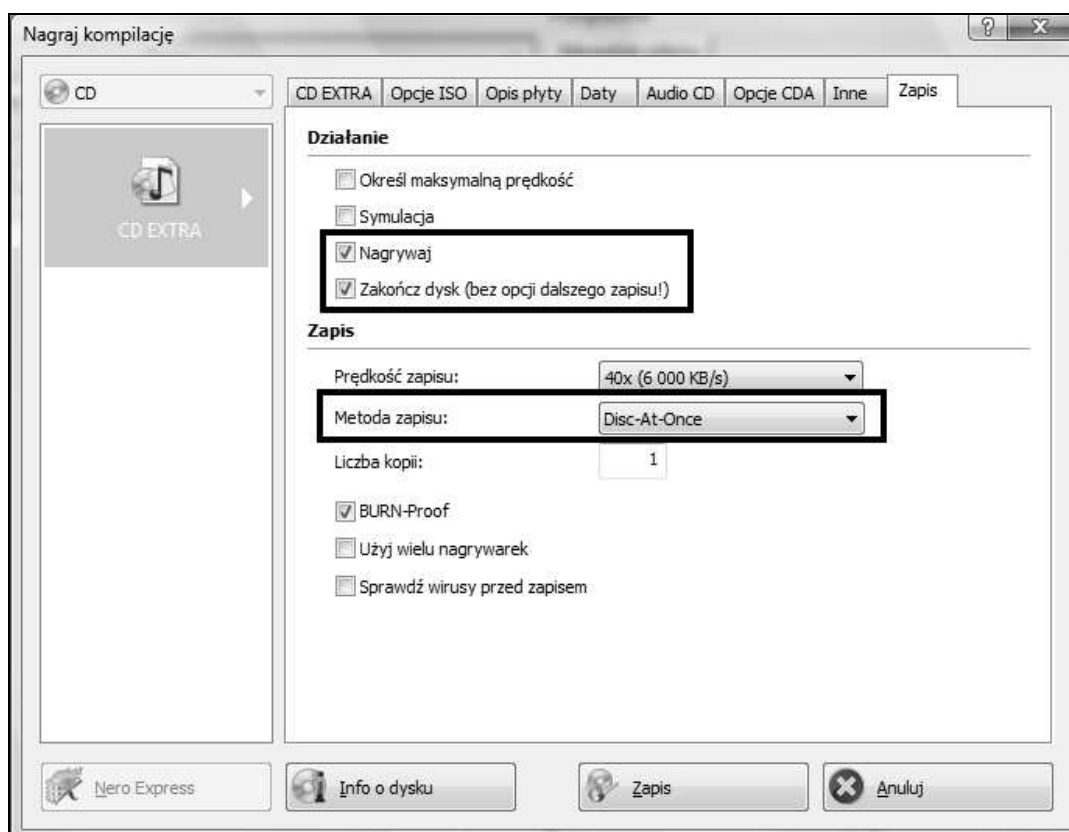 Nagraj kompilację
CD
CD EXTRA Opcje ISO Opis płyty Daty Audio CD Opcje CDA Inne Zapis
CD EXTRA
Działanie
Określ maksymalną prędkość
Symulacja
Nagrywaj
Zakończ dysk (bez opcji dalszego zapisu!)
Zapis
Prędkość zapisu: 40x (6 000 KB/s)
Metoda zapisu: Disc-At-Once
Liczba kopii: 1
BURN-Proof
Użyj wielu nagrywarek
Sprawdź wirusy przed zapisem
Nero Express Info o dysku Zapis Anuluj